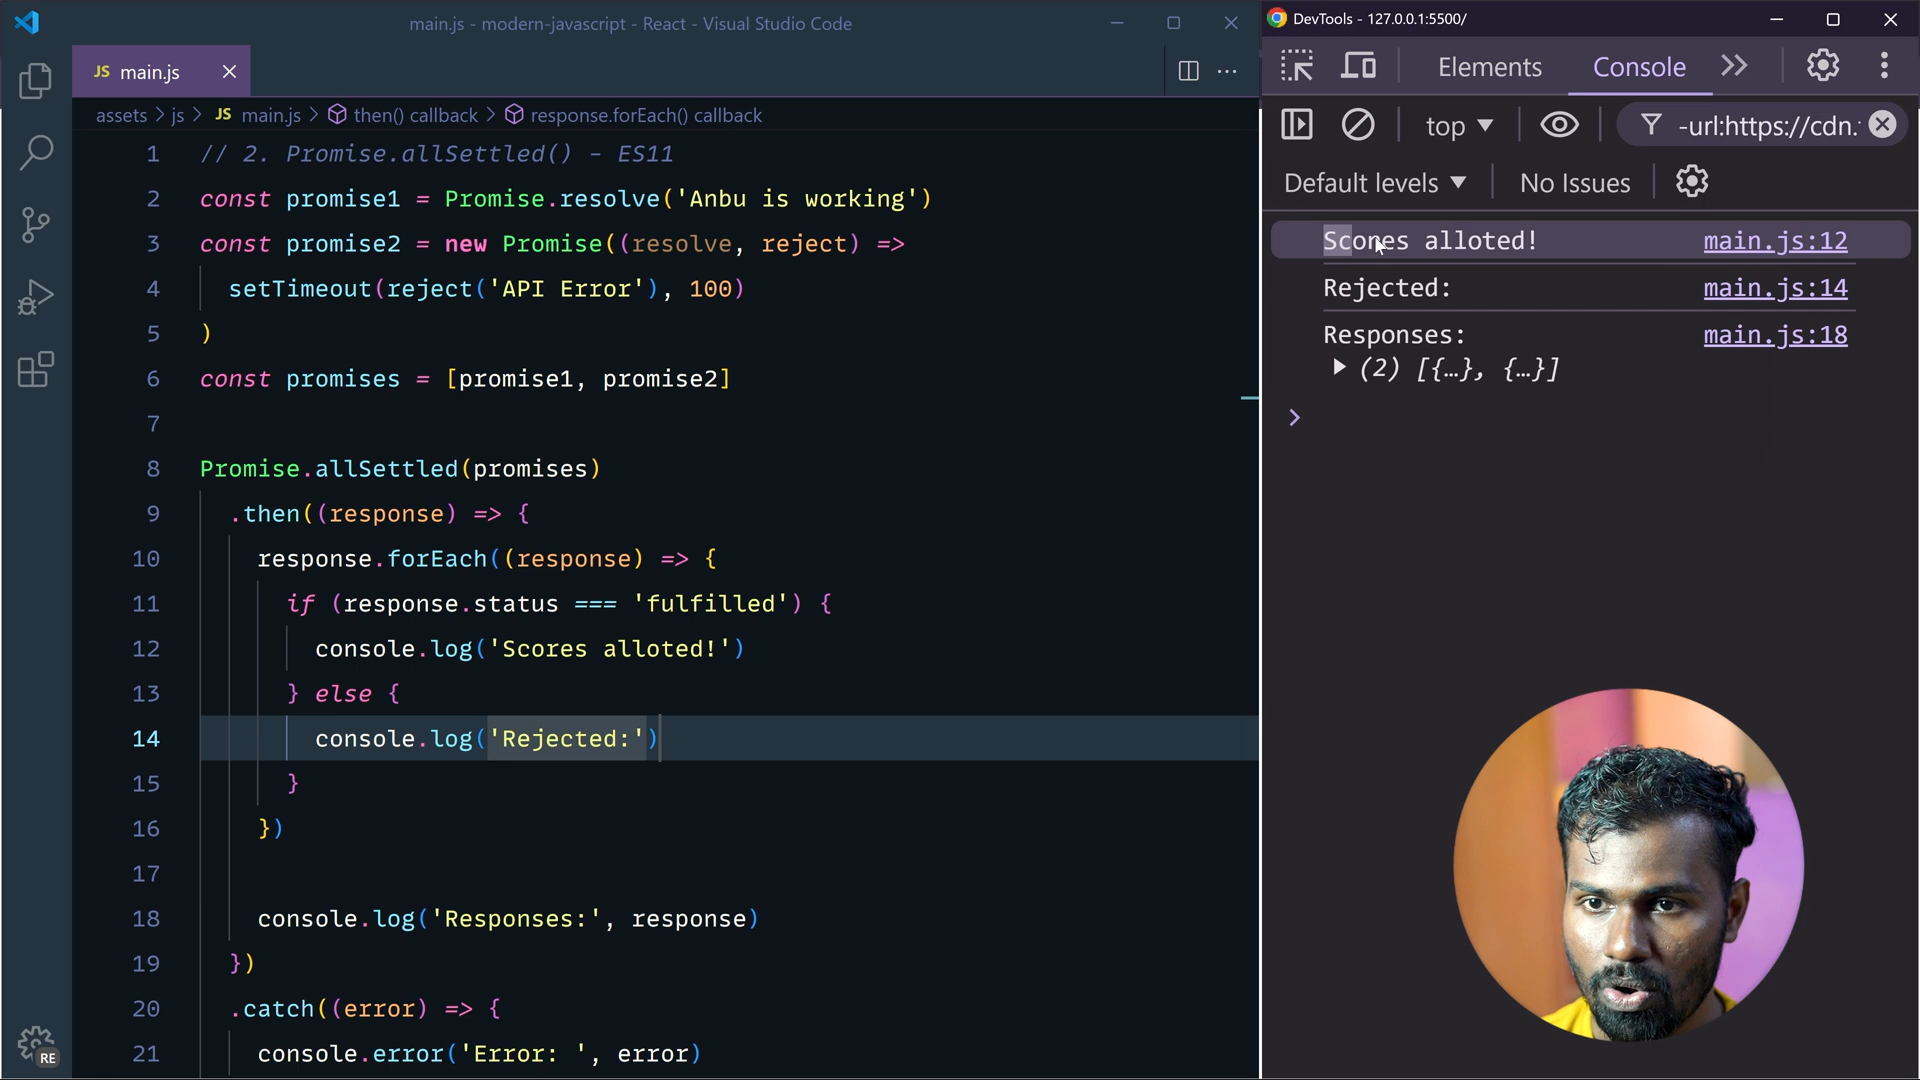 main.js - modern-javascript - React - Visual Studio Code
JS main.js
assets > js > JS main.js > then() callback > response.forEach() callback
1 // 2. Promise.allSettled() - ES11
2 const promise1 = Promise.resolve('Anbu is working')
3 const promise2 = new Promise((resolve, reject) =>
4 setTimeout(reject('API Error'), 100)
5 )
6 const promises = [promise1, promise2]
7
8 Promise.allSettled(promises)
9 .then((response) => {
10 response.forEach((response) => {
11 if (response.status === 'fulfilled') {
12 console.log('Scores alloted!')
13 } else {
14 console.log('Rejected:')
15 }
16 })
17
18 console.log('Responses:', response)
19 })
20 .catch((error) => {
21 console.error('Error: ', error)
RE
DevTools - 127.0.0.1:5500/
Elements Console
top -url:https://cdn.
Default levels No Issues
Scores alloted! main.js:12
Rejected: main.js:14
Responses: main.js:18
(2) [{…}, {…}]